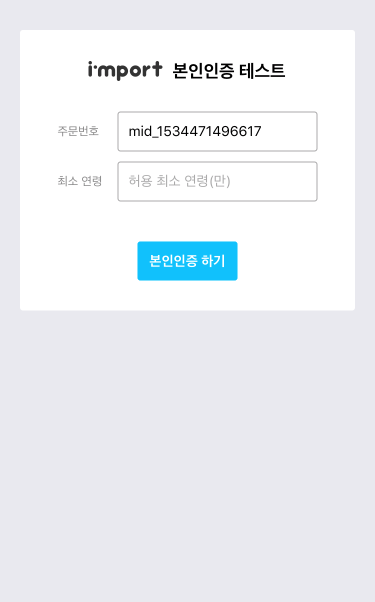 i'mport 본인인증 테스트
주문번호 mid_1534471496617
최소 연령 허용 최소 연령(만)
본인인증 하기